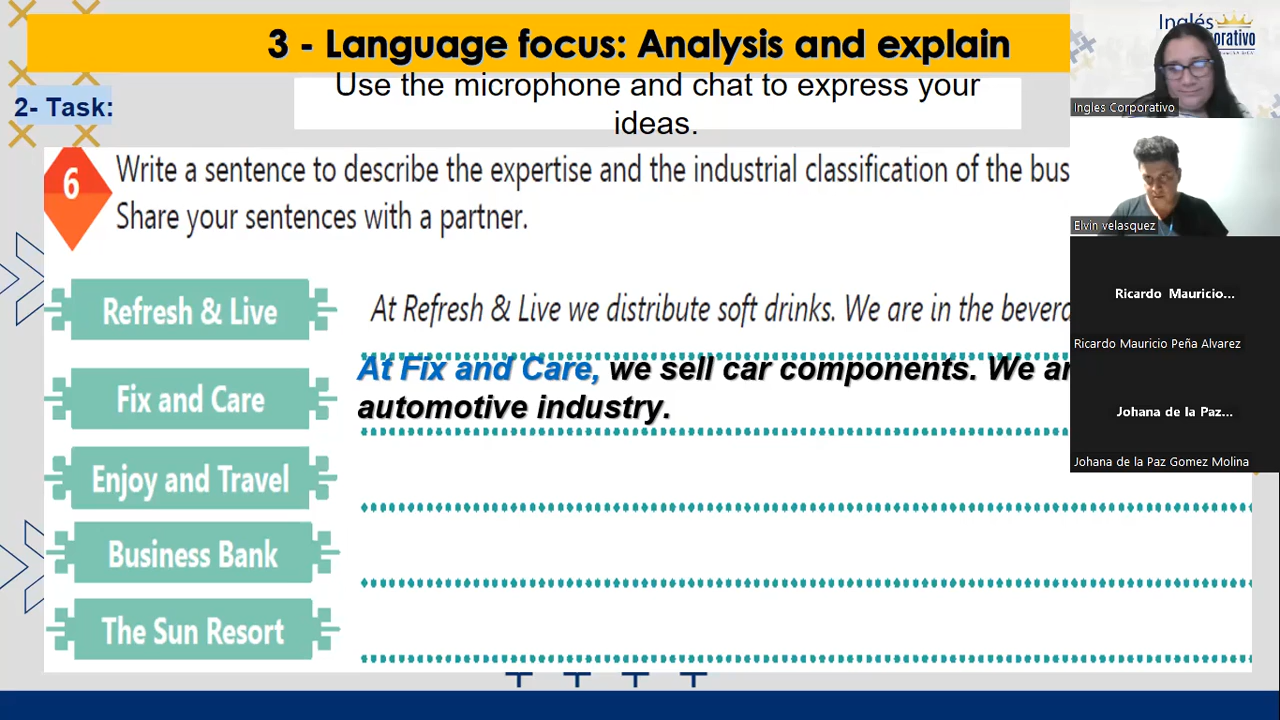 3 - Language focus: Analysis and explain
Inglés
2- Task:
Use the microphone and chat to express your
ideas.
Ingles Corporativo
6
Write a sentence to describe the expertise and the industrial classification of the bus
Share your sentences with a partner.
Elvin velasquez
Refresh & Live
At Refresh & Live we distribute soft drinks. We are in the bevera
Ricardo Mauricio...
Ricardo Mauricio Peña Alvarez
Fix and Care
At Fix and Care, we sell car components. We ar
automotive industry.
Johana de la Paz...
Johana de la Paz Gomez Molina
Enjoy and Travel
Business Bank
The Sun Resort